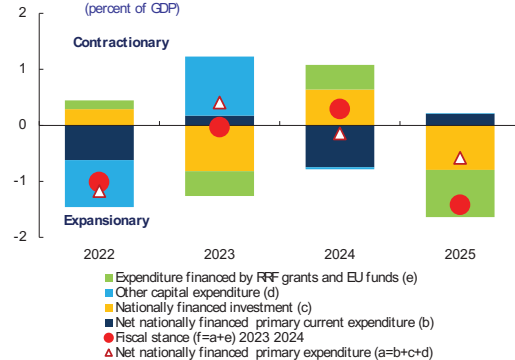 (percent of GDP)
2
Contractionary
1
0
-1
Expansionary
-2
2022 2023 2024 2025
Expenditure financed by RRF grants and EU funds (e)
Other capital expenditure (d)
Nationally financed investment (c)
Net nationally financed primary current expenditure (b)
Fiscal stance (f=a+e) 2023 2024
Net nationally financed primary expenditure (a=b+c+d)